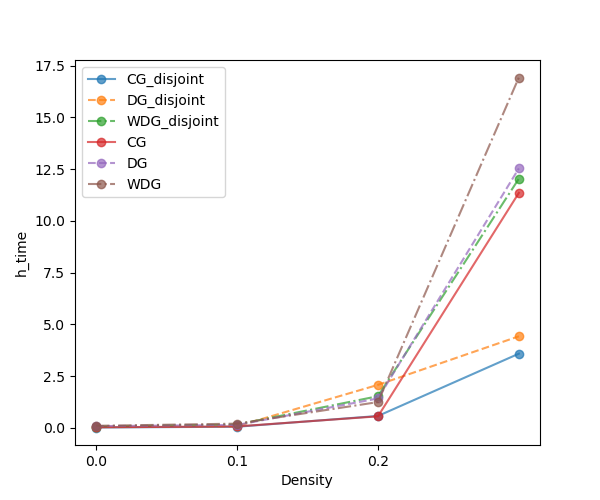 17.5
15.0
12.5
10.0
7.5
5.0
2.5
0.0
h_time
CG_disjoint
DG_disjoint
WDG_disjoint
CG
DG
WDG
0.0 0.1 0.2
Density